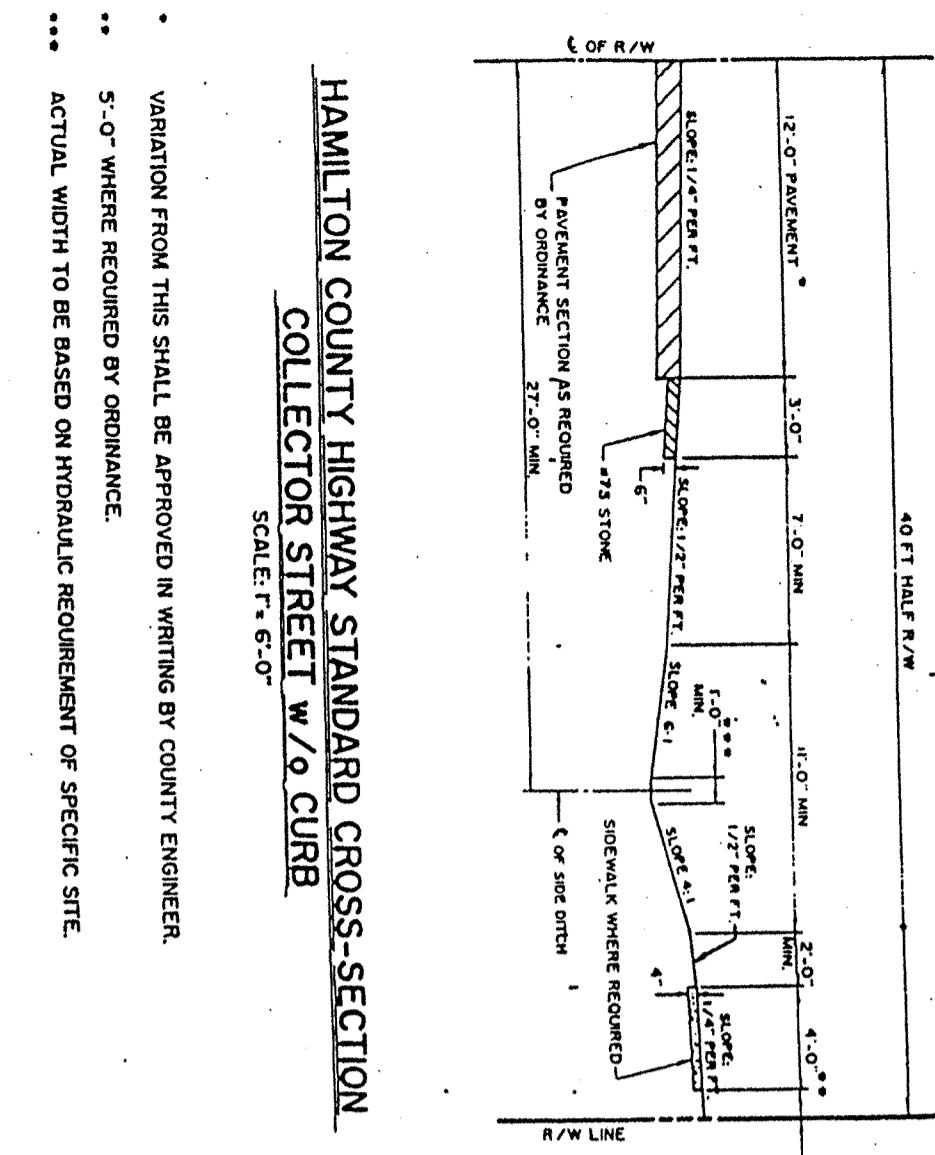 40 FT HALF R/W
12'-0" PAVEMENT *
3'-0"
7'-0" MIN
11'-0" MIN
2'-0"
MIN.
4'-0" **
₵ OF R/W
SLOPE: 1/4" PER FT.
SLOPE: 1/2" PER FT.
SLOPE 6:1
1'-0" ***
MIN.
SLOPE 4:1
SLOPE:
1/2" PER FT.
SLOPE:
1/4" PER FT.
6"
4"
PAVEMENT SECTION AS REQUIRED
BY ORDINANCE
#73 STONE
SIDEWALK WHERE REQUIRED
₵ OF SIDE DITCH
27'-0" MIN.
R/W LINE
HAMILTON COUNTY HIGHWAY STANDARD CROSS-SECTION
COLLECTOR STREET w/o CURB
SCALE: 1" = 6'-0"
* VARIATION FROM THIS SHALL BE APPROVED IN WRITING BY COUNTY ENGINEER.
** 5'-0" WHERE REQUIRED BY ORDINANCE.
*** ACTUAL WIDTH TO BE BASED ON HYDRAULIC REQUIREMENT OF SPECIFIC SITE.